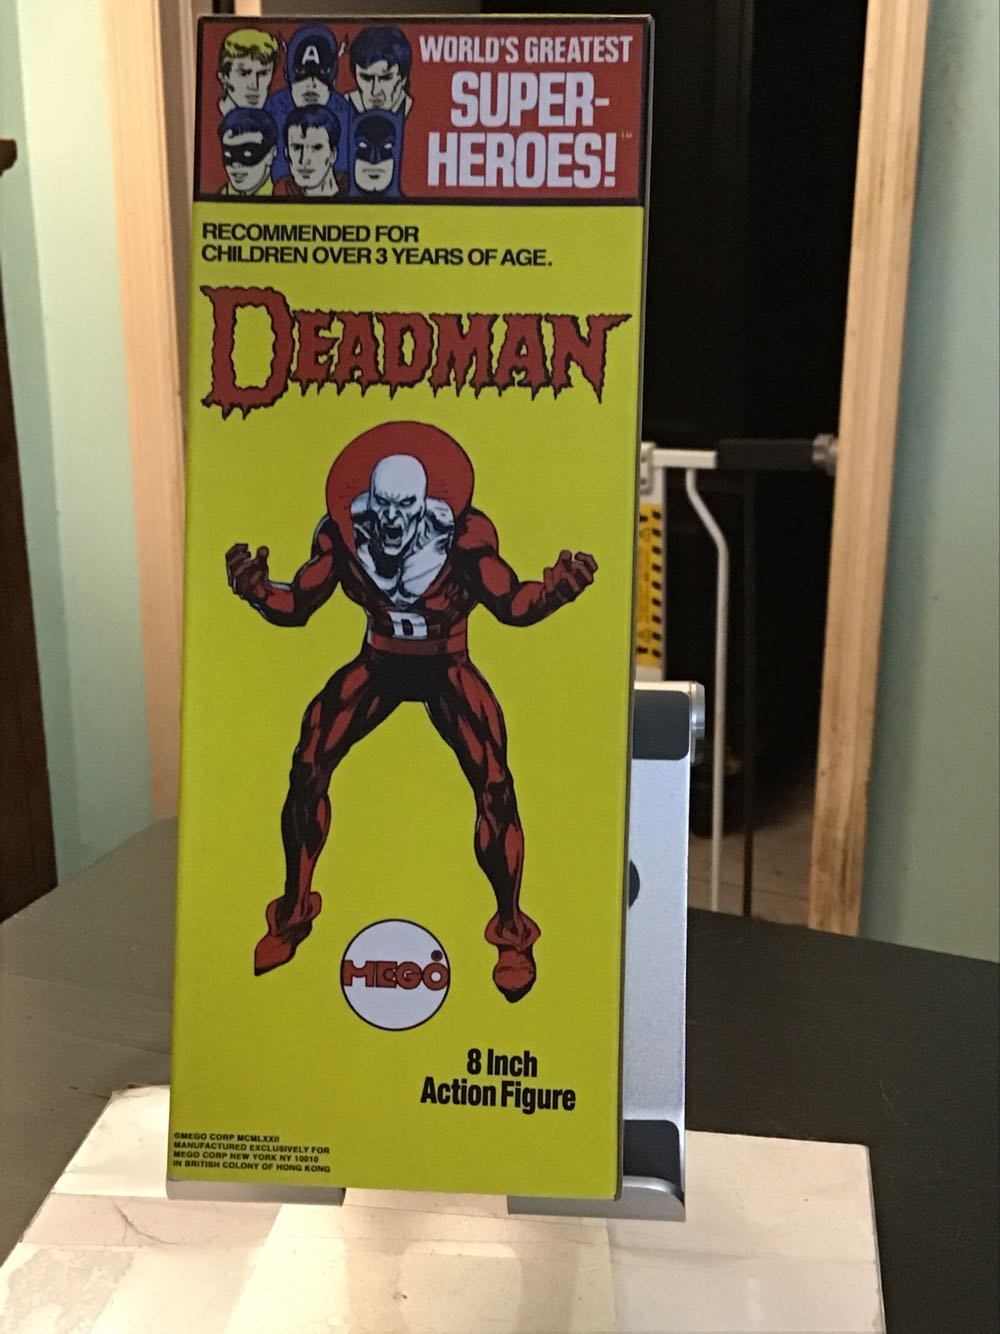 A
WORLD'S GREATEST
SUPER-
HEROES!™
RECOMMENDED FOR
CHILDREN OVER 3 YEARS OF AGE.
DEADMAN
D
MEGO®
8 Inch
Action Figure
©MEGO CORP MCMLXXII
MANUFACTURED EXCLUSIVELY FOR
MEGO CORP NEW YORK NY 10010
IN BRITISH COLONY OF HONG KONG